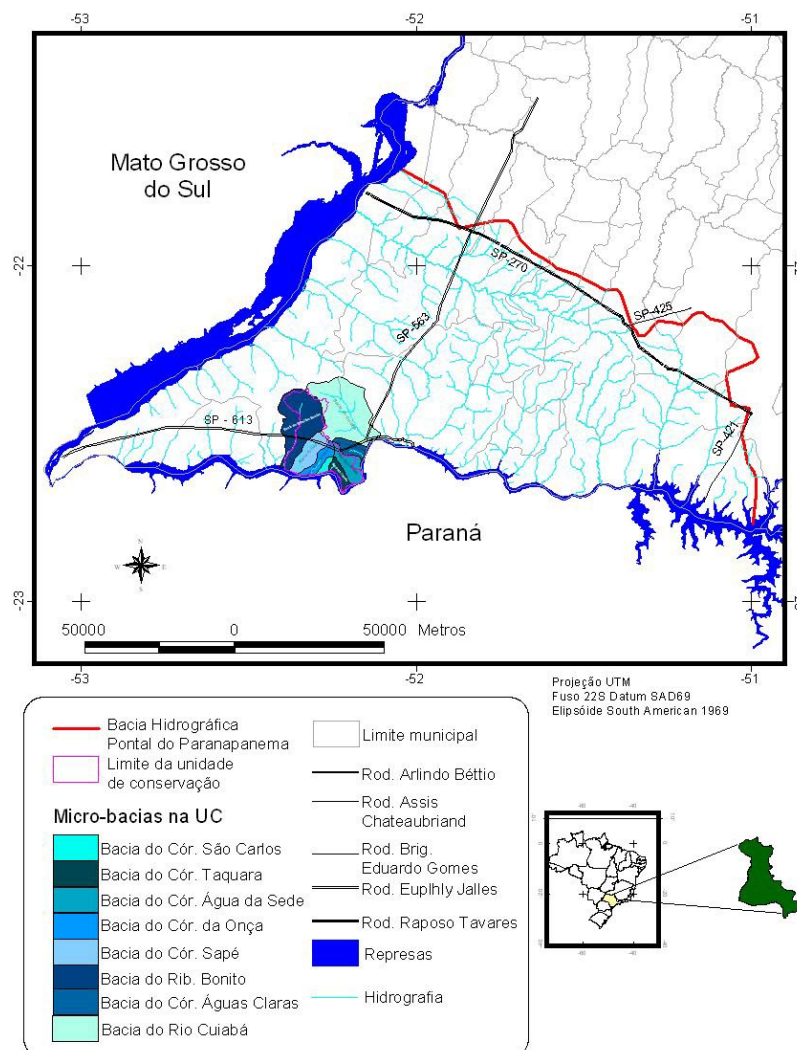 -53
-52
-51
Mato Grosso
do Sul
-22
-22
SP-270
SP-425
SP-563
SP - 613
SP-421
Paraná
N
W
E
S
-23
50000
0
50000
Metros
-53
-52
-51
Projeção UTM
Fuso 22S Datum SAD69
Elipsóide South American 1969
Bacia Hidrográfica
Pontal do Paranapanema
Limite da unidade
de conservação
Micro-bacias na UC
Bacia do Cór. São Carlos
Bacia do Cór. Taquara
Bacia do Cór. Água da Sede
Bacia do Cór. da Onça
Bacia do Cór. Sapé
Bacia do Rib. Bonito
Bacia do Cór. Águas Claras
Bacia do Rio Cuiabá
Limite municipal
Rod. Arlindo Béttio
Rod. Assis
Chateaubriand
Rod. Brig.
Eduardo Gomes
Rod. Euplhly Jalles
Rod. Raposo Tavares
Represas
Hidrografia